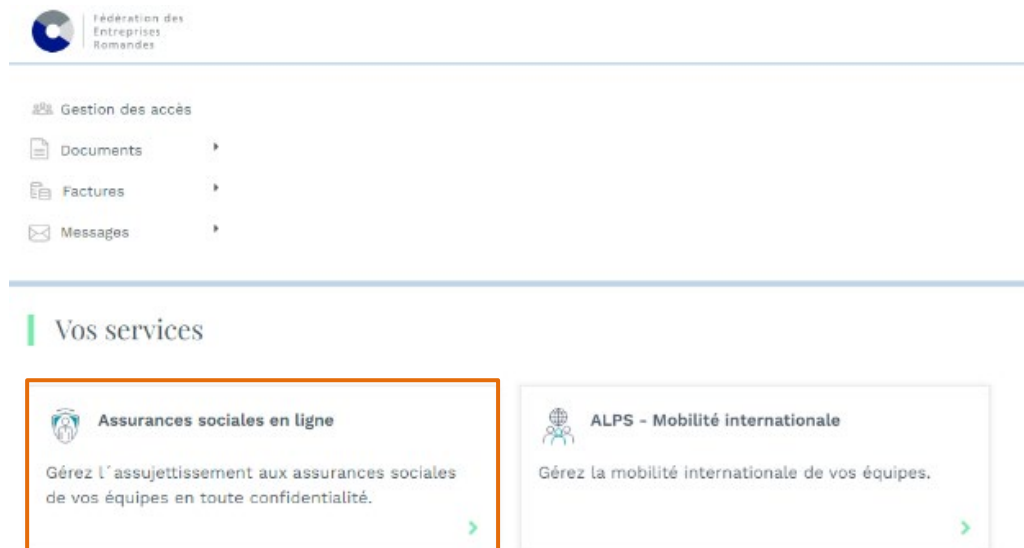 Fédération des
Entreprises
Romandes
Gestion des accès
Documents
Factures
Messages
Vos services
Assurances sociales en ligne
Gérez l´assujettissement aux assurances sociales
de vos équipes en toute confidentialité.
ALPS - Mobilité internationale
Gérez la mobilité internationale de vos équipes.